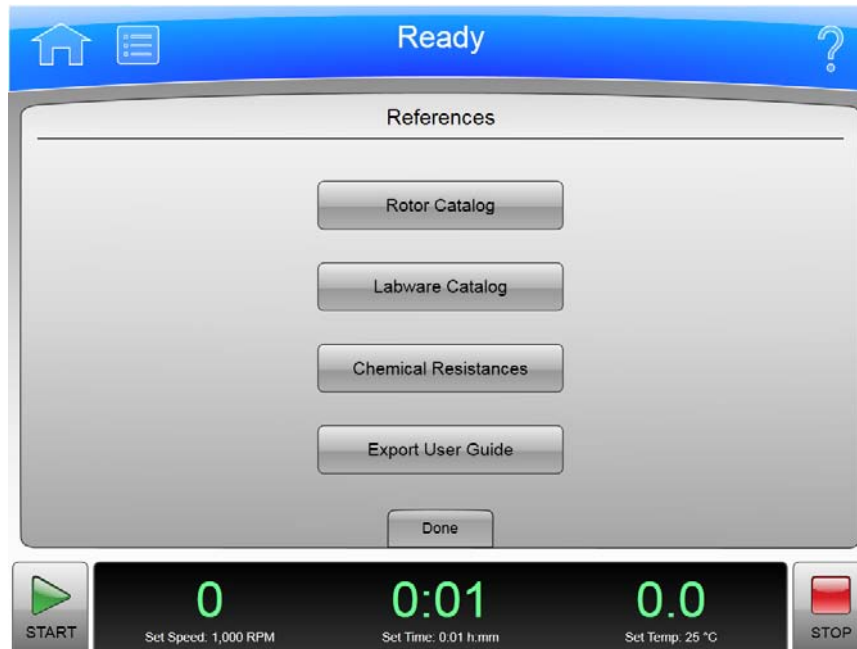 Ready
References
Rotor Catalog
Labware Catalog
Chemical Resistances
Export User Guide
Done
START
0
0:01
0.0
STOP
Set Speed: 1,000 RPM
Set Time: 0:01 h:mm
Set Temp: 25 °C